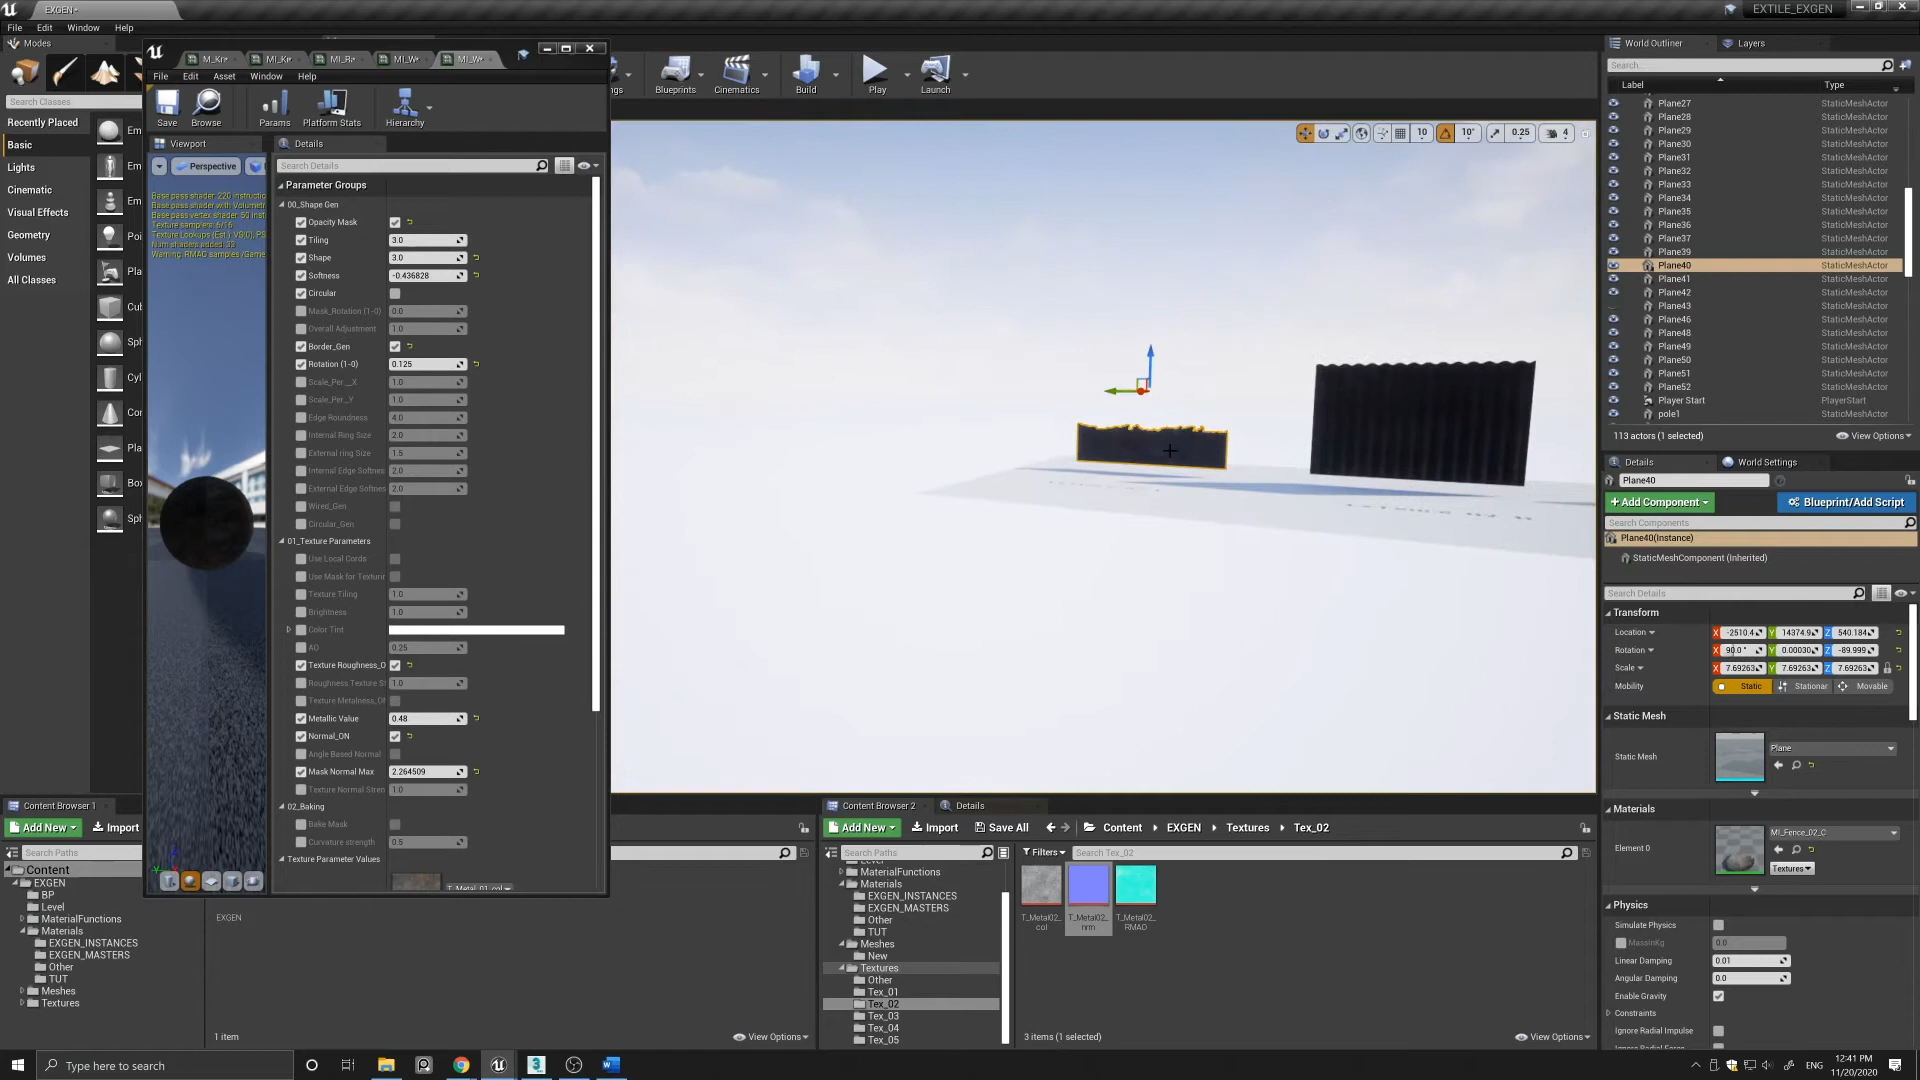 EXGEN*
EXTILE_EXGEN
File Edit Window Help
Modes
Search Classes
Recently Placed
Basic
Lights
Cinematic
Visual Effects
Geometry
Volumes
All Classes
File Edit Asset Window Help
Save Browse Params Platform Stats Hierarchy
Viewport Details
Perspective
Search Details
Parameter Groups
00_Shape Gen
Opacity Mask
Tiling 3.0
Shape 3.0
Softness -0.436828
Circular
Mask_Rotation (1-0) 0.0
Overall Adjustment 1.0
Border_Gen
Rotation (1-0) 0.125
Scale_Per__X 1.0
Scale_Per_Y 1.0
Edge Roundness 4.0
Internal Ring Size 2.0
External ring Size 1.5
Internal Edge Softnes 2.0
External Edge Softnes 2.0
Wired_Gen
Circular_Gen
01_Texture Parameters
Use Local Cords
Use Mask for Texturin
Texture Tiling 1.0
Brightness 1.0
Color Tint
AO 0.25
Texture Roughness_O
Roughness Texture St 1.0
Texture Metalness_Of
Metallic Value 0.48
Normal_ON
Angle Based Normal
Mask Normal Max 2.264509
Texture Normal Stren 1.0
02_Baking
Bake Mask
Curvature strength 0.5
Texture Parameter Values
T_Metal_01_col
Blueprints Cinematics Build Play Launch
10 10° 0.25 4
World Outliner Layers
Search...
Label Type
Plane27 StaticMeshActor
Plane28 StaticMeshActor
Plane29 StaticMeshActor
Plane30 StaticMeshActor
Plane31 StaticMeshActor
Plane32 StaticMeshActor
Plane33 StaticMeshActor
Plane34 StaticMeshActor
Plane35 StaticMeshActor
Plane36 StaticMeshActor
Plane37 StaticMeshActor
Plane39 StaticMeshActor
Plane40 StaticMeshActor
Plane41 StaticMeshActor
Plane42 StaticMeshActor
Plane43 StaticMeshActor
Plane46 StaticMeshActor
Plane48 StaticMeshActor
Plane49 StaticMeshActor
Plane50 StaticMeshActor
Plane51 StaticMeshActor
Plane52 StaticMeshActor
Player Start PlayerStart
pole1 StaticMeshActor
113 actors (1 selected) View Options
Details World Settings
Plane40
+ Add Component Blueprint/Add Script
Search Components
Plane40(Instance)
StaticMeshComponent (Inherited)
Search Details
Transform
Location X -2510.4 Y 14374.9 Z 540.184
Rotation X 90.0 ° Y 0.00030 Z -89.999
Scale X 7.69263 Y 7.69263 Z 7.69263
Mobility Static Stationar Movable
Static Mesh
Static Mesh Plane
Materials
Element 0 MI_Fence_02_C
Textures
Physics
Simulate Physics
MassInKg 0.0
Linear Damping 0.01
Angular Damping 0.0
Enable Gravity
Constraints
Ignore Radial Impulse
Content Browser 1
Add New Import
Search Paths
Content
EXGEN
BP
Level
MaterialFunctions
Materials
EXGEN_INSTANCES
EXGEN_MASTERS
Other
TUT
Meshes
Textures
EXGEN
1 item View Options
Content Browser 2 Details
Add New Import Save All Content EXGEN Textures Tex_02
Search Paths Filters Search Tex_02
MaterialFunctions
Materials
EXGEN_INSTANCES
EXGEN_MASTERS
Other
TUT
Meshes
New
Textures
Other
Tex_01
Tex_02
Tex_03
Tex_04
Tex_05
T_Metal02_col T_Metal02_nrm T_Metal02_RMAO
3 items (1 selected) View Options
Type here to search
ENG
12:41 PM
11/20/2020